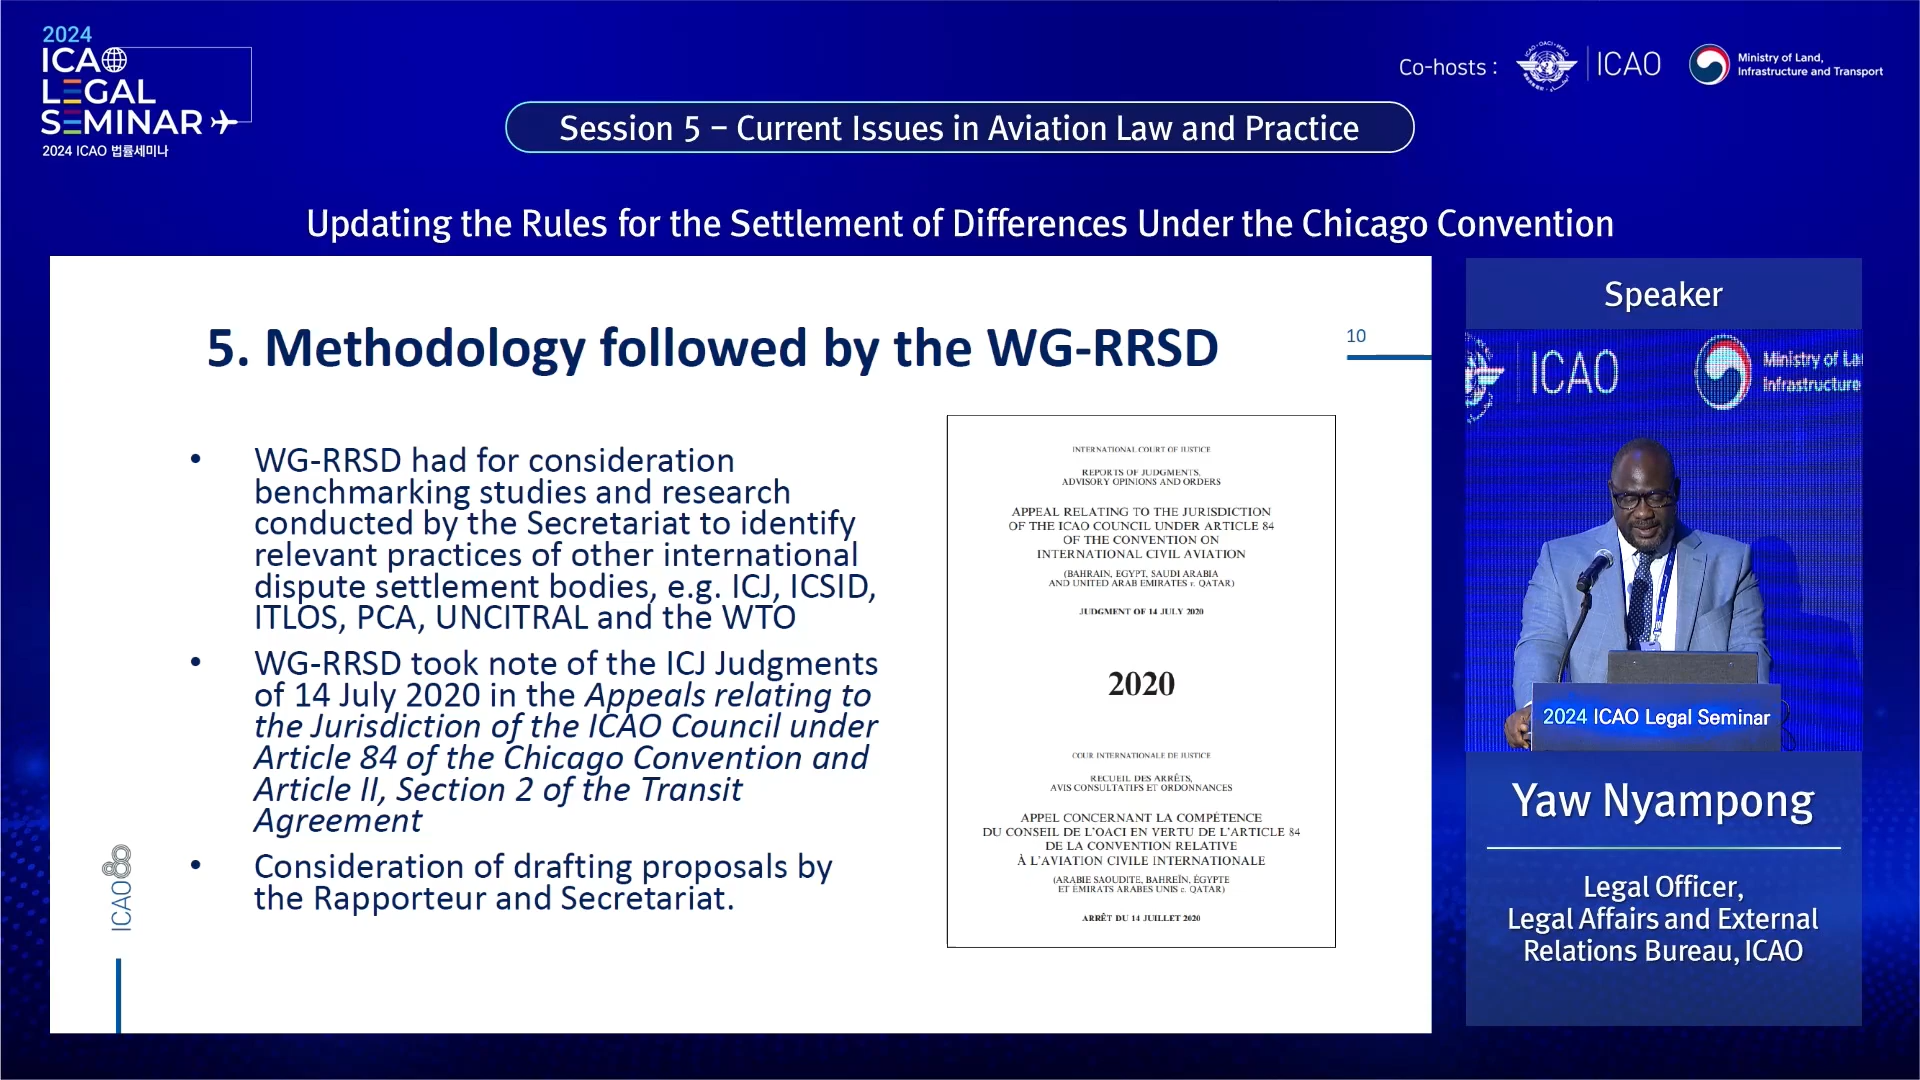 2024
ICAO
LEGAL
SEMINAR
2024 ICAO 법률세미나
Co-hosts :
ICAO
Ministry of Land,
Infrastructure and Transport
Session 5 – Current Issues in Aviation Law and Practice
Updating the Rules for the Settlement of Differences Under the Chicago Convention
5. Methodology followed by the WG-RRSD
10
• WG-RRSD had for consideration
benchmarking studies and research
conducted by the Secretariat to identify
relevant practices of other international
dispute settlement bodies, e.g. ICJ, ICSID,
ITLOS, PCA, UNCITRAL and the WTO
• WG-RRSD took note of the ICJ Judgments
of 14 July 2020 in the Appeals relating to
the Jurisdiction of the ICAO Council under
Article 84 of the Chicago Convention and
Article II, Section 2 of the Transit
Agreement
• Consideration of drafting proposals by
the Rapporteur and Secretariat.
ICAO80
INTERNATIONAL COURT OF JUSTICE
REPORTS OF JUDGMENTS,
ADVISORY OPINIONS AND ORDERS
APPEAL RELATING TO THE JURISDICTION
OF THE ICAO COUNCIL UNDER ARTICLE 84
OF THE CONVENTION ON
INTERNATIONAL CIVIL AVIATION
(BAHRAIN, EGYPT, SAUDI ARABIA
AND UNITED ARAB EMIRATES v. QATAR)
JUDGMENT OF 14 JULY 2020
2020
COUR INTERNATIONALE DE JUSTICE
RECUEIL DES ARRÊTS,
AVIS CONSULTATIFS ET ORDONNANCES
APPEL CONCERNANT LA COMPÉTENCE
DU CONSEIL DE L'OACI EN VERTU DE L'ARTICLE 84
DE LA CONVENTION RELATIVE
À L'AVIATION CIVILE INTERNATIONALE
(ARABIE SAOUDITE, BAHREÏN, ÉGYPTE
ET ÉMIRATS ARABES UNIS c. QATAR)
ARRÊT DU 14 JUILLET 2020
Speaker
ICAO
Ministry of La
Infrastructure
2024 ICAO Legal Seminar
Yaw Nyampong
Legal Officer,
Legal Affairs and External
Relations Bureau, ICAO